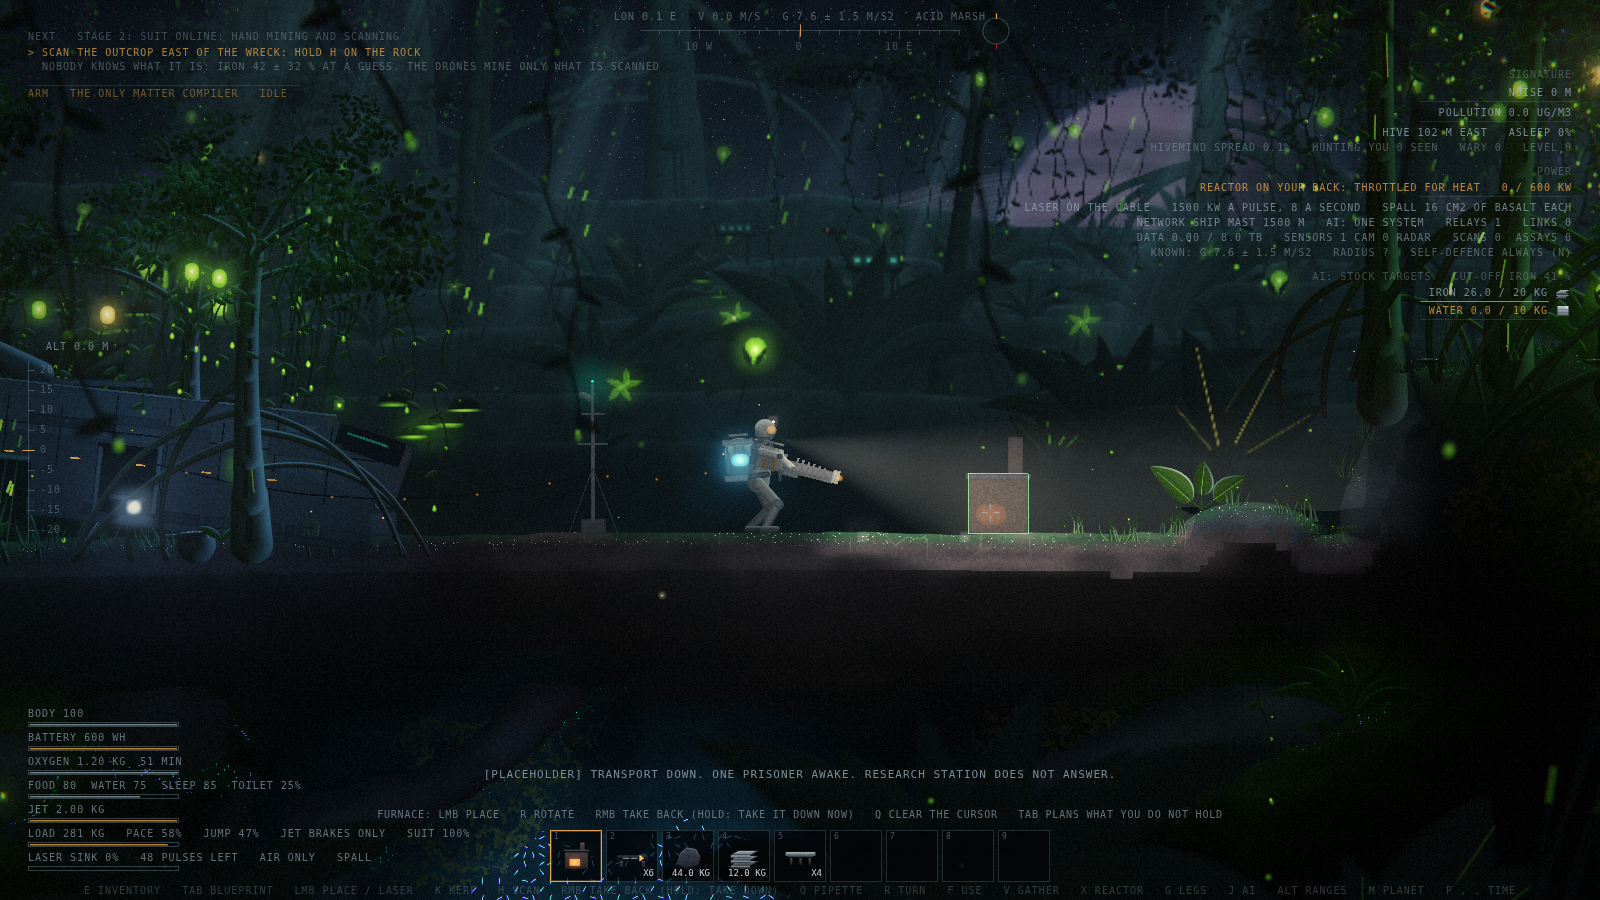 LON 0.1 E V 0.0 M/S G 7.6 ± 1.5 M/S2 ACID MARSH
10 W 0 10 E
NEXT STAGE 2: SUIT ONLINE: HAND MINING AND SCANNING
> SCAN THE OUTCROP EAST OF THE WRECK: HOLD H ON THE ROCK
NOBODY KNOWS WHAT IT IS: IRON 42 ± 32 % AT A GUESS. THE DRONES MINE ONLY WHAT IS SCANNED
ARM THE ONLY MATTER COMPILER IDLE
SIGNATURE
NOISE 0 M
POLLUTION 0.0 UG/M3
HIVE 102 M EAST ASLEEP 0%
HIVEMIND SPREAD 0.1% HUNTING YOU 0 SEEN WARY 0 LEVEL 0
POWER
REACTOR ON YOUR BACK: THROTTLED FOR HEAT 0 / 600 KW
LASER ON THE CABLE 1500 KW A PULSE, 8 A SECOND SPALL 16 CM2 OF BASALT EACH
NETWORK SHIP MAST 1500 M AI: ONE SYSTEM RELAYS 1 LINKS 0
DATA 0.00 / 8.0 TB SENSORS 1 CAM 0 RADAR SCANS 0 ASSAYS 0
KNOWN: G 7.6 ± 1.5 M/S2 RADIUS ? SELF-DEFENCE ALWAYS (N)
AI: STOCK TARGETS CUT-OFF IRON 41 %
IRON 26.0 / 20 KG
WATER 0.0 / 10 KG
ALT 0.0 M
20
15
10
5
0
-5
-10
-15
-20
BODY 100
BATTERY 600 WH
OXYGEN 1.20 KG 51 MIN
FOOD 80 WATER 75 SLEEP 85 TOILET 25%
JET 2.00 KG
LOAD 281 KG PACE 58% JUMP 47% JET BRAKES ONLY SUIT 100%
LASER SINK 0% 48 PULSES LEFT AIR ONLY SPALL
[PLACEHOLDER] TRANSPORT DOWN. ONE PRISONER AWAKE. RESEARCH STATION DOES NOT ANSWER.
FURNACE: LMB PLACE R ROTATE RMB TAKE BACK (HOLD: TAKE IT DOWN NOW) Q CLEAR THE CURSOR TAB PLANS WHAT YOU DO NOT HOLD
1 2 3 4 5 6 7 8 9
X6 44.0 KG 12.0 KG X4
E INVENTORY TAB BLUEPRINT LMB PLACE / LASER K KERF H SCAN RMB TAKE BACK (HOLD: TAKE DOWN) Q PIPETTE R TURN F USE V GATHER X REACTOR G LEGS J AI ALT RANGES M PLANET P , . TIME